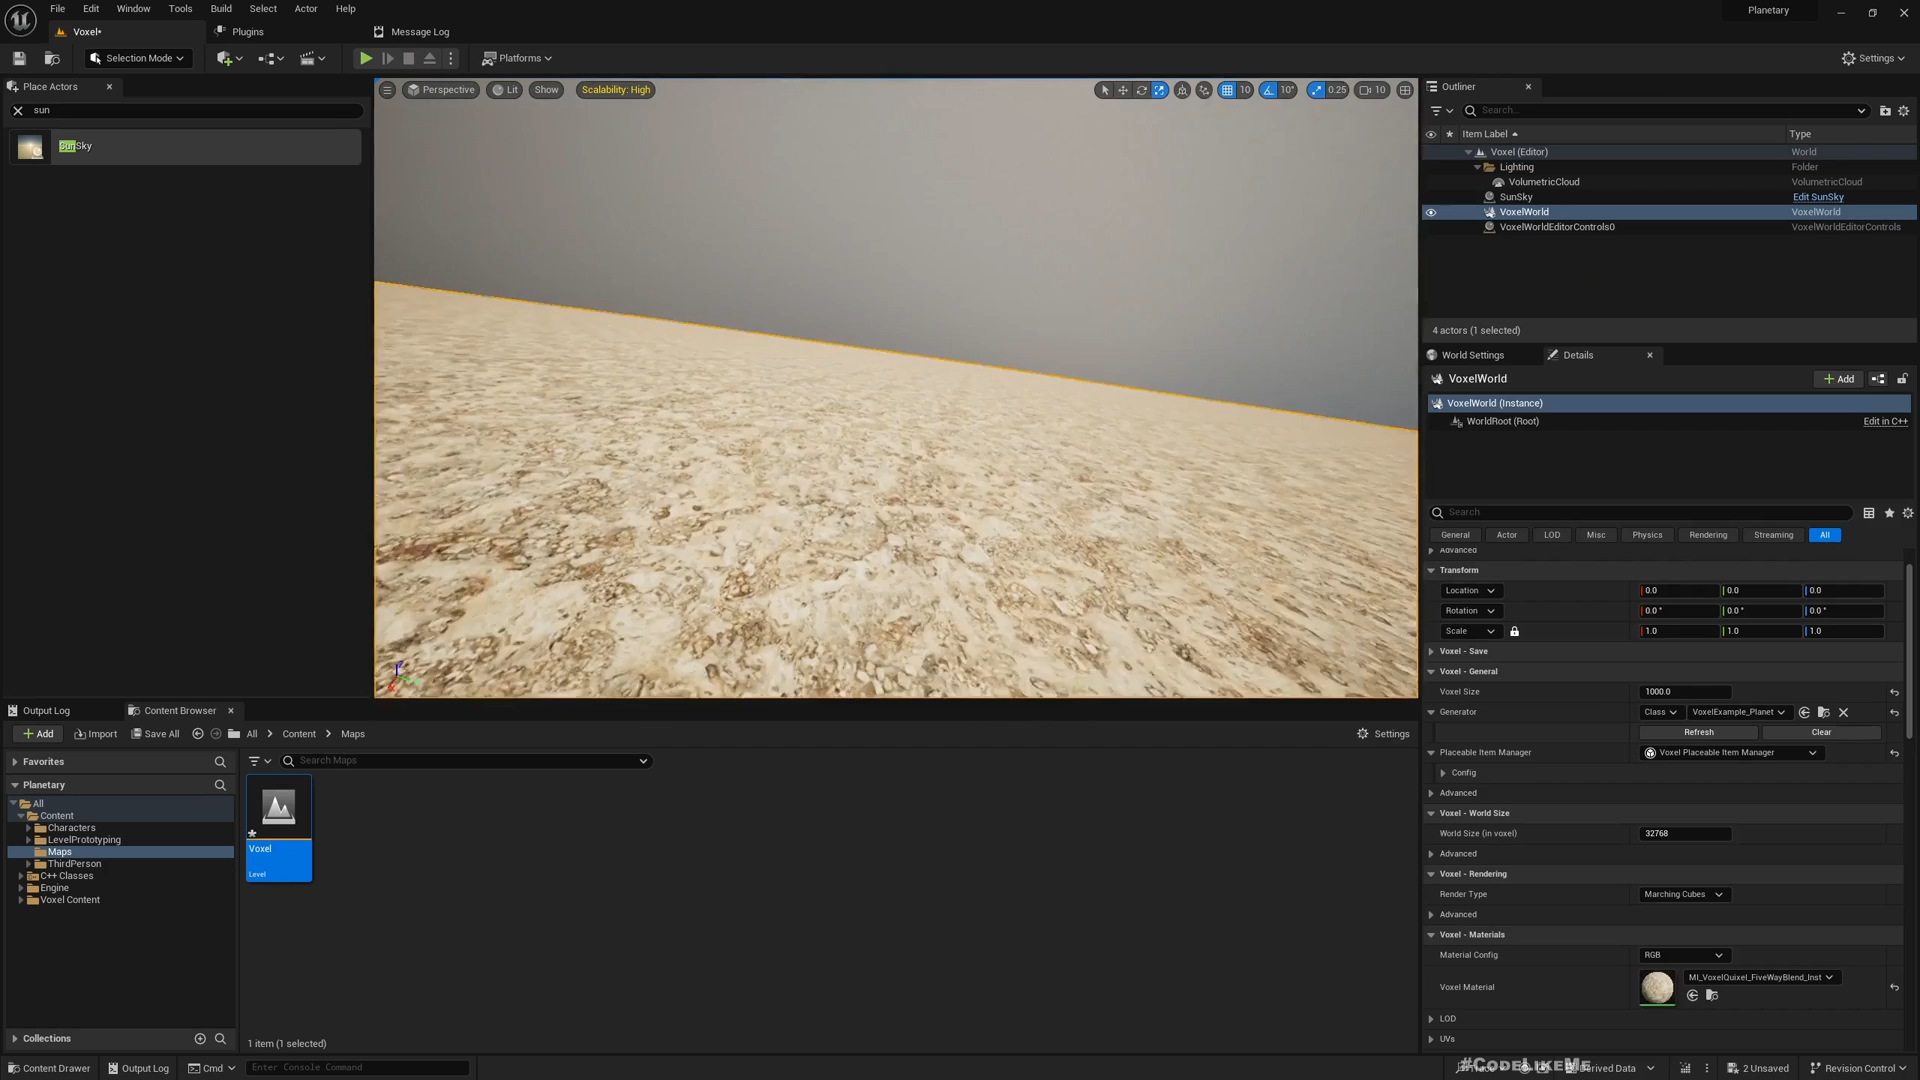 File Edit Window Tools Build Select Actor Help
Planetary
Voxel•
Plugins
Message Log
Selection Mode
Platforms
Settings
Place Actors
sun
SunSky
Perspective
Lit
Show
Scalability: High
10
10°
0.25
10
Outliner
Search...
Item Label
Type
Voxel (Editor)
World
Lighting
Folder
VolumetricCloud
VolumetricCloud
SunSky
Edit SunSky
VoxelWorld
VoxelWorld
VoxelWorldEditorControls0
VoxelWorldEditorControls
4 actors (1 selected)
World Settings
Details
VoxelWorld
Add
VoxelWorld (Instance)
WorldRoot (Root)
Edit in C++
Search
General
Actor
LOD
Misc
Physics
Rendering
Streaming
All
Advanced
Transform
Location
0.0
0.0
0.0
Rotation
0.0 °
0.0 °
0.0 °
Scale
1.0
1.0
1.0
Voxel - Save
Voxel - General
Voxel Size
1000.0
Generator
Class
VoxelExample_Planet
Refresh
Clear
Placeable Item Manager
Voxel Placeable Item Manager
Config
Advanced
Voxel - World Size
World Size (in voxel)
32768
Advanced
Voxel - Rendering
Render Type
Marching Cubes
Advanced
Voxel - Materials
Material Config
RGB
Voxel Material
MI_VoxelQuixel_FiveWayBlend_Inst
LOD
UVs
Output Log
Content Browser
Add
Import
Save All
All
Content
Maps
Settings
Favorites
Search Maps
Planetary
All
Content
Characters
LevelPrototyping
Maps
ThirdPerson
C++ Classes
Engine
Voxel Content
Voxel
Level
Collections
1 item (1 selected)
Content Drawer
Output Log
Cmd
Enter Console Command
#CodeLikeMe
Derived Data
2 Unsaved
Revision Control